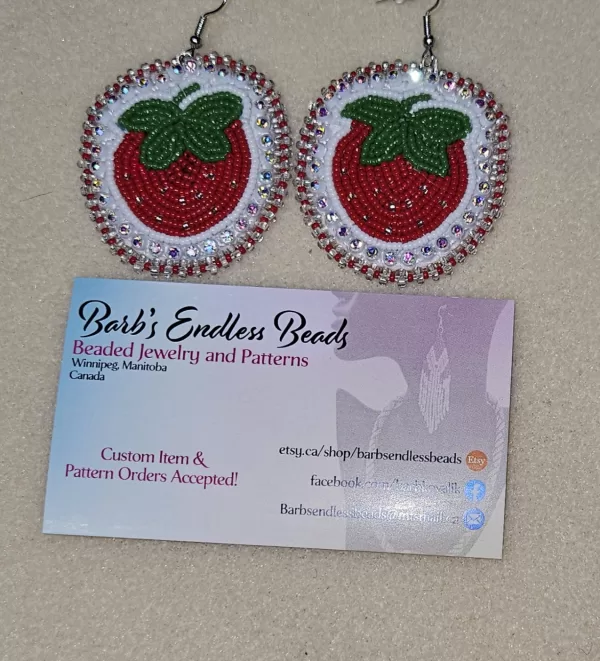 Barb's Endless Beads
Beaded Jewelry and Patterns
Winnipeg, Manitoba
Canada
Custom Item &
Pattern Orders Accepted!
etsy.ca/shop/barbsendlessbeads
Etsy
f